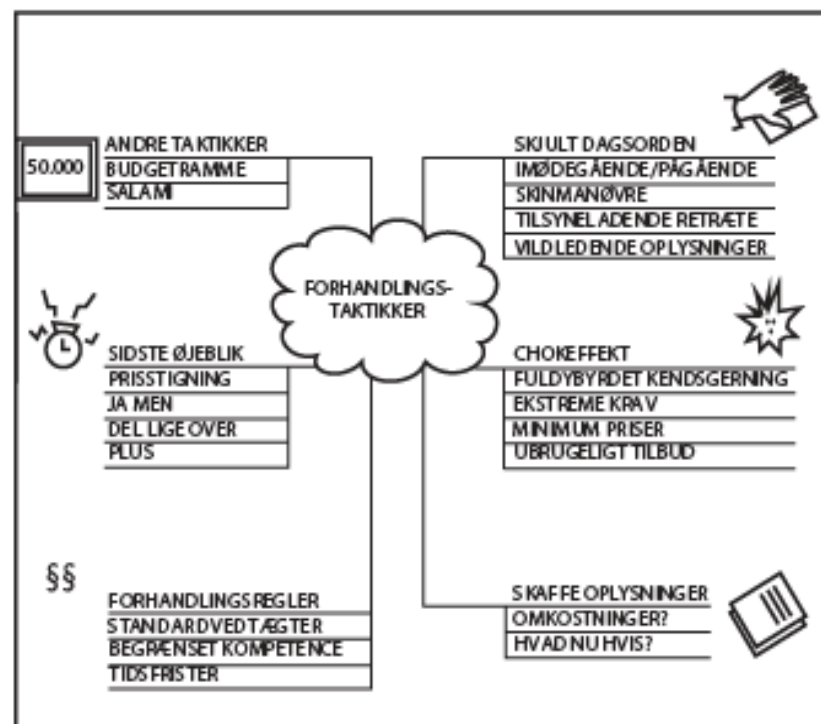 50.000
ANDRE TAKTIKKER
BUDGETRAMME
SALAMI
SKJULT DAGSORDEN
IMØDEGÅENDE/PÅGÅENDE
SKINMANØVRE
TILSYNELADENDE RETRÆTE
VILDLEDENDE OPLYSNINGER
FORHANDLINGS-
TAKTIKKER
SIDSTE ØJEBLIK
PRISSTIGNING
JA MEN
DEL LIGE OVER
PLUS
CHOKEFFEKT
FULDYBYRDET KENDSGERNING
EKSTREME KRAV
MINIMUM PRISER
UBRUGELIGT TILBUD
§§
FORHANDLINGSREGLER
STANDARDVEDTÆGTER
BEGRÆNSET KOMPETENCE
TIDSFRISTER
SKAFFE OPLYSNINGER
OMKOSTNINGER?
HVAD NU HVIS?